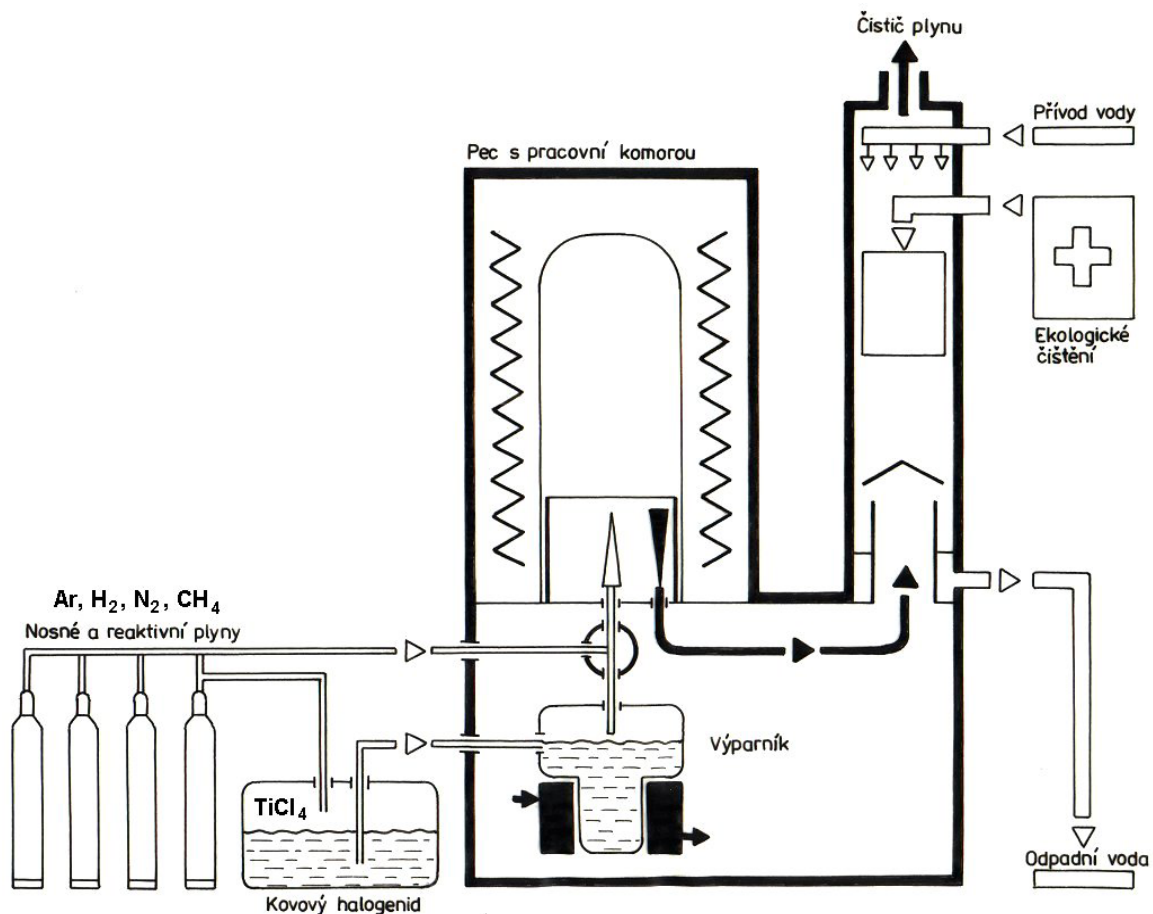 Čistič plynu
Přívod vody
Pec s pracovní komorou
Ekologické
čištění
Ar, H₂, N₂, CH₄
Nosné a reaktivní plyny
Výparník
TiCl₄
Odpadní voda
Kovový halogenid